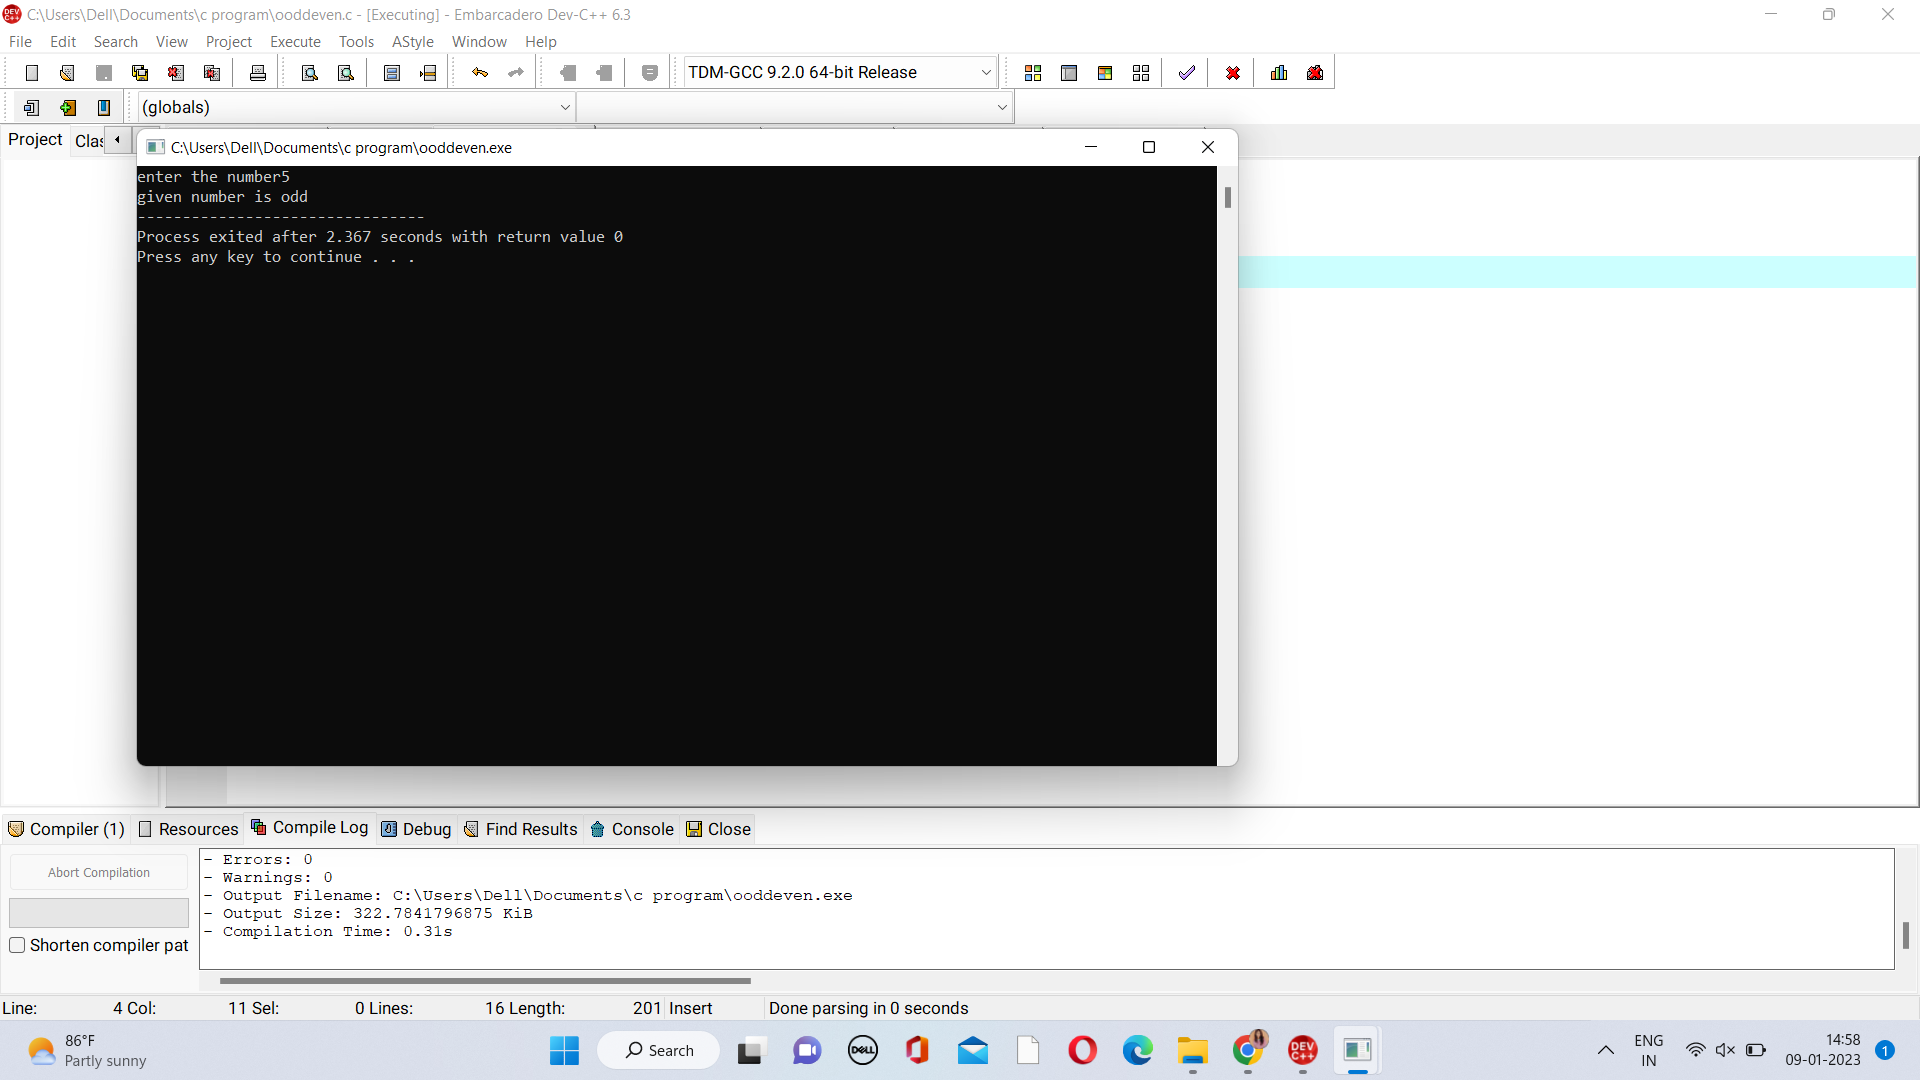 C:\Users\Dell\Documents\c program\ooddeven.c - [Executing] - Embarcadero Dev-C++ 6.3
File Edit Search View Project Execute Tools AStyle Window Help
TDM-GCC 9.2.0 64-bit Release
(globals)
Project Clas
C:\Users\Dell\Documents\c program\ooddeven.exe
enter the number5
given number is odd
--------------------------------
Process exited after 2.367 seconds with return value 0
Press any key to continue . . .
Compiler (1) Resources Compile Log Debug Find Results Console Close
Abort Compilation
Shorten compiler pat
- Errors: 0
- Warnings: 0
- Output Filename: C:\Users\Dell\Documents\c program\ooddeven.exe
- Output Size: 322.7841796875 KiB
- Compilation Time: 0.31s
Line: 4 Col: 11 Sel: 0 Lines: 16 Length: 201 Insert Done parsing in 0 seconds
86°F
Partly sunny
Search
DELL
DEV C++
ENG
IN
14:58
09-01-2023
1